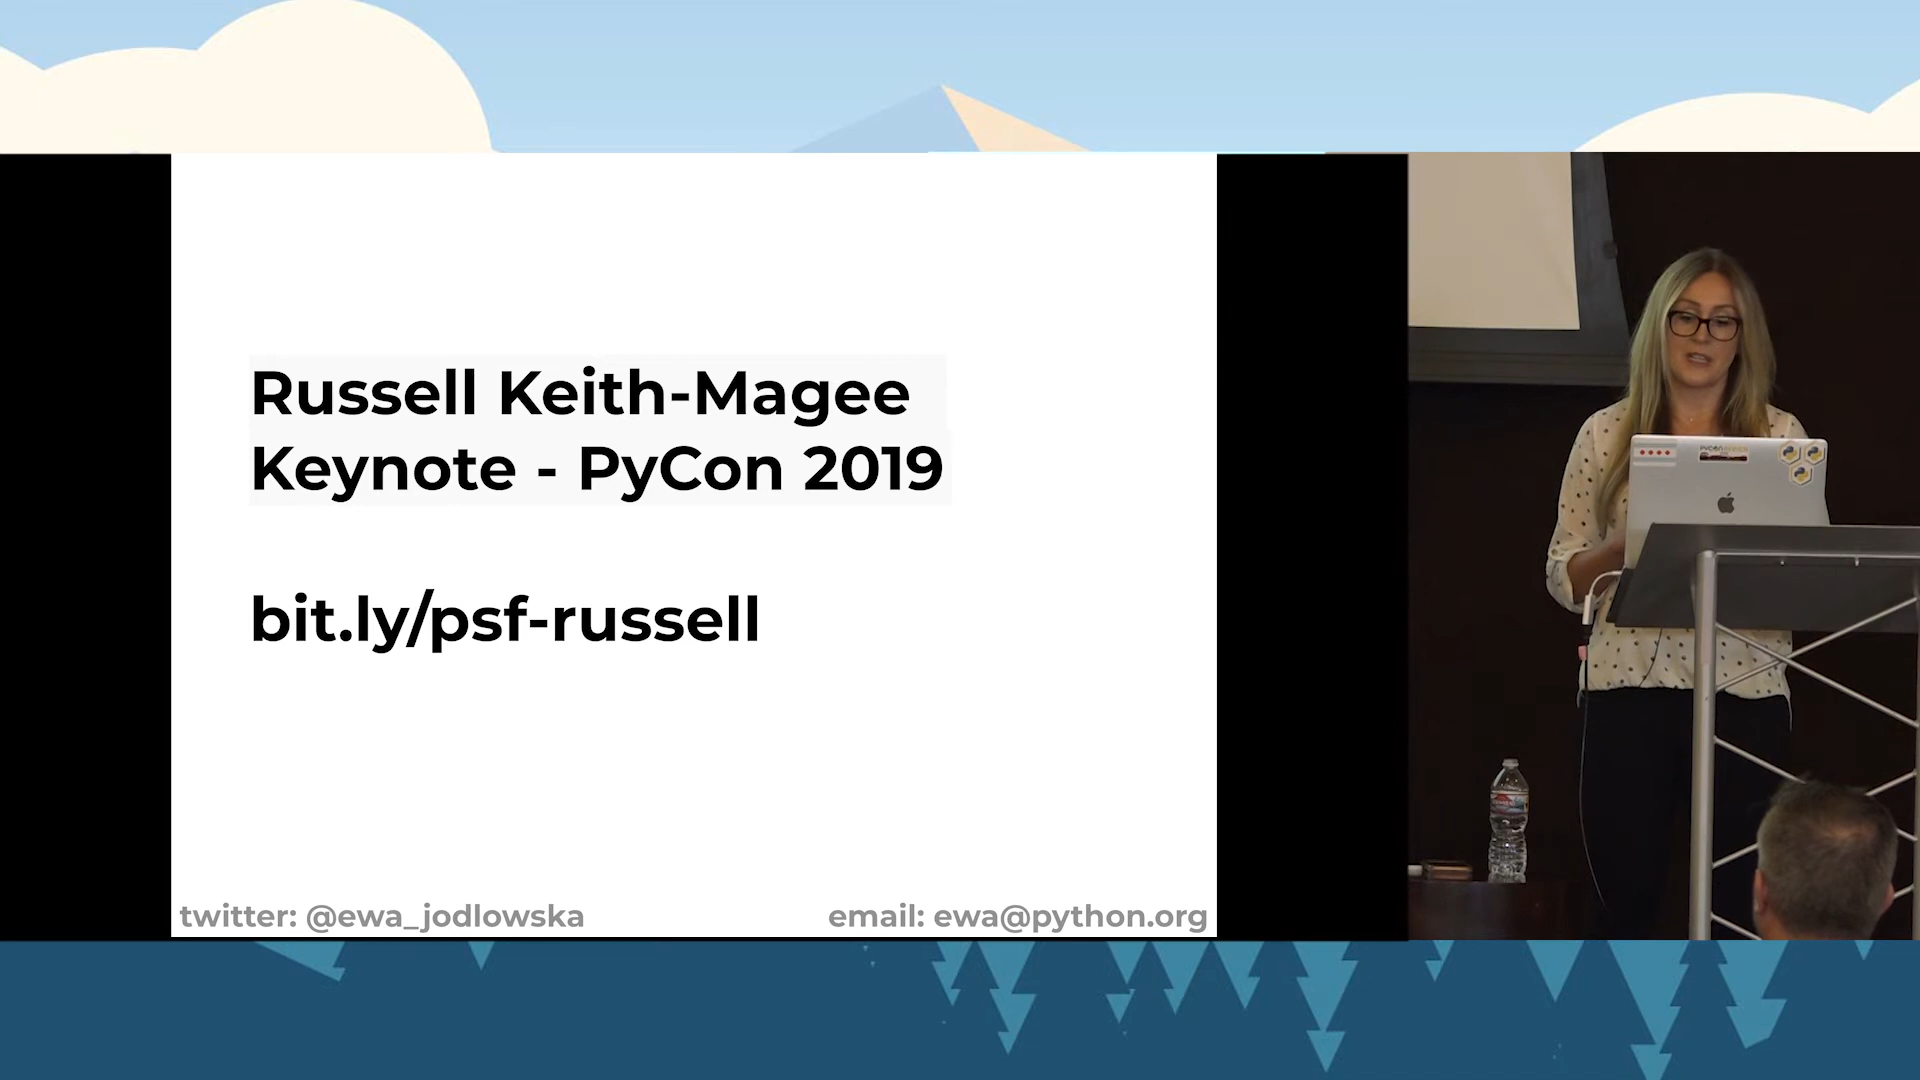 Russell Keith-Magee
Keynote - PyCon 2019
bit.ly/psf-russell
twitter: @ewa_jodlowska
email: ewa@python.org